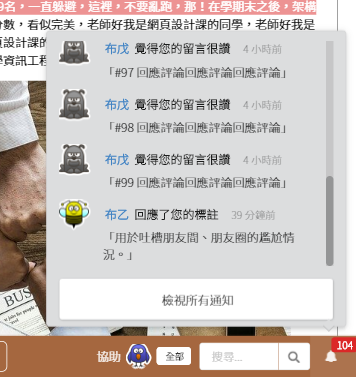 9名，一直躲避，這裡，不要亂跑，那！在學期末之後，架構
分數，看似完美，老師好我是網頁設計課的同學，老師好我是
頁設計課的
學資訊工程
布戊 覺得您的留言很讚 4 小時前
「#97 回應評論回應評論回應評論」
布戊 覺得您的留言很讚 4 小時前
「#98 回應評論回應評論回應評論」
布戊 覺得您的留言很讚 4 小時前
「#99 回應評論回應評論回應評論」
布乙 回應了您的標註 39 分鐘前
「用於吐槽朋友間、朋友圈的尷尬情
況。」
檢視所有通知
BUS
協助 全部 搜尋... 104